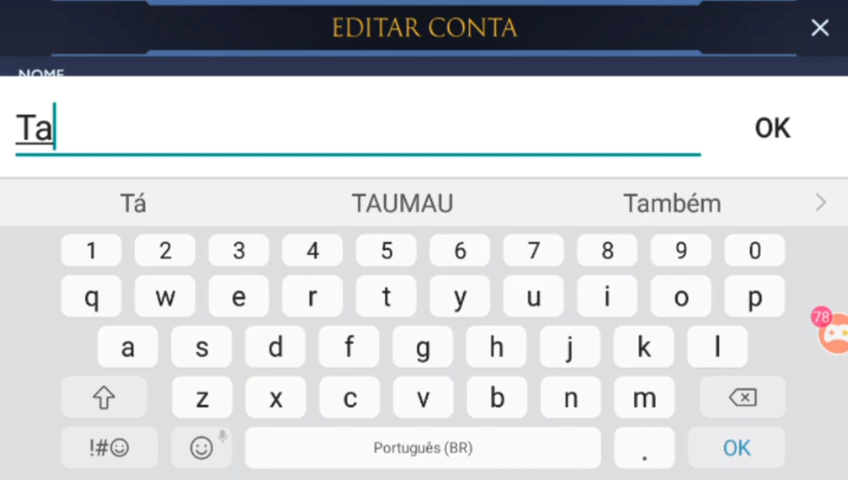 EDITAR CONTA
NOME
Ta
OK
Tá TAUMAU Também
1 2 3 4 5 6 7 8 9 0
q w e r t y u i o p
a s d f g h j k l
z x c v b n m
!#☺ Português (BR) . OK
78